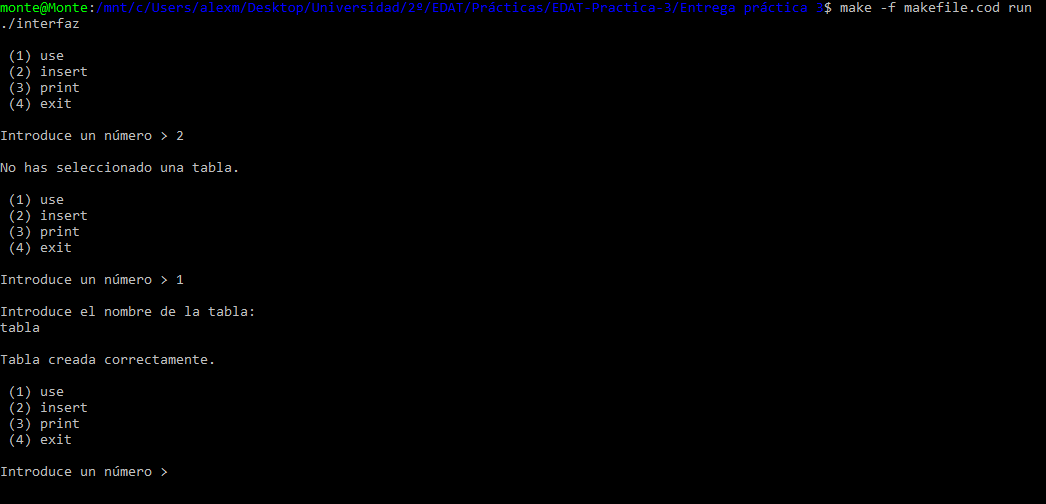 monte@Monte:/mnt/c/Users/alexm/Desktop/Universidad/2º/EDAT/Prácticas/EDAT-Practica-3/Entrega práctica 3$ make -f makefile.cod run
./interfaz
(1) use
(2) insert
(3) print
(4) exit
Introduce un número > 2
No has seleccionado una tabla.
(1) use
(2) insert
(3) print
(4) exit
Introduce un número > 1
Introduce el nombre de la tabla:
tabla
Tabla creada correctamente.
(1) use
(2) insert
(3) print
(4) exit
Introduce un número >